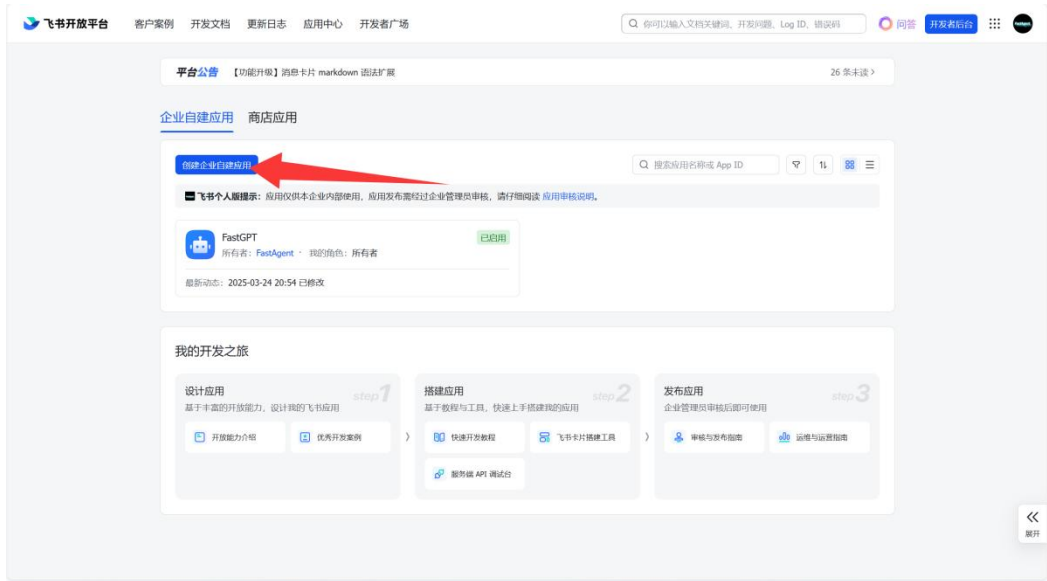 飞书开放平台 客户案例 开发文档 更新日志 应用中心 开发者广场 你可以输入文档关键词、开发问题、Log ID、错误码 问答 开发者后台
平台公告 【功能升级】消息卡片 markdown 语法扩展 26 条未读
企业自建应用 商店应用
创建企业自建应用 搜索应用名称或 App ID
飞书个人版提示：应用仅供本企业内部使用，应用发布需经过企业管理员审核，请仔细阅读 应用审核说明。
FastGPT 已启用
所有者：FastAgent · 我的角色：所有者
最新动态：2025-03-24 20:54 已修改
我的开发之旅
设计应用 step 1
基于丰富的开放能力，设计我的飞书应用
开放能力介绍 优秀开发案例
搭建应用 step 2
基于教程与工具，快速上手搭建我的应用
快速开发教程 飞书卡片搭建工具
服务端 API 调试台
发布应用 step 3
企业管理员审核后即可使用
审核与发布指南 运维与运营指南
展开